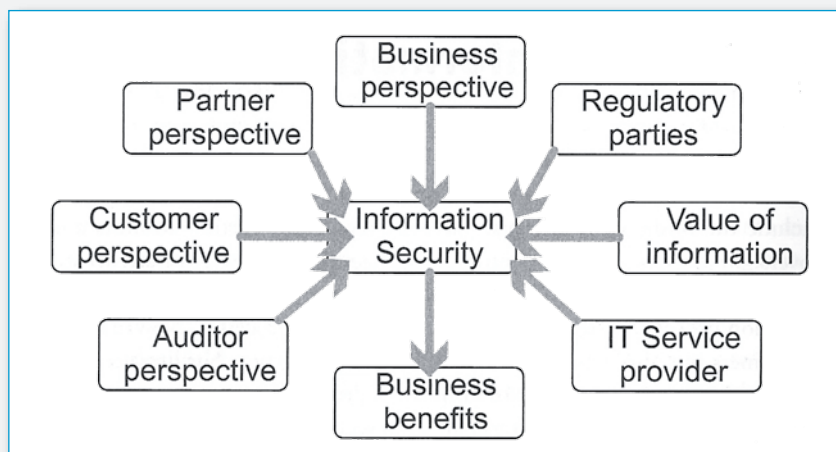 Business
perspective
Partner
perspective
Regulatory
parties
Customer
perspective
Information
Security
Value of
information
Auditor
perspective
IT Service
provider
Business
benefits